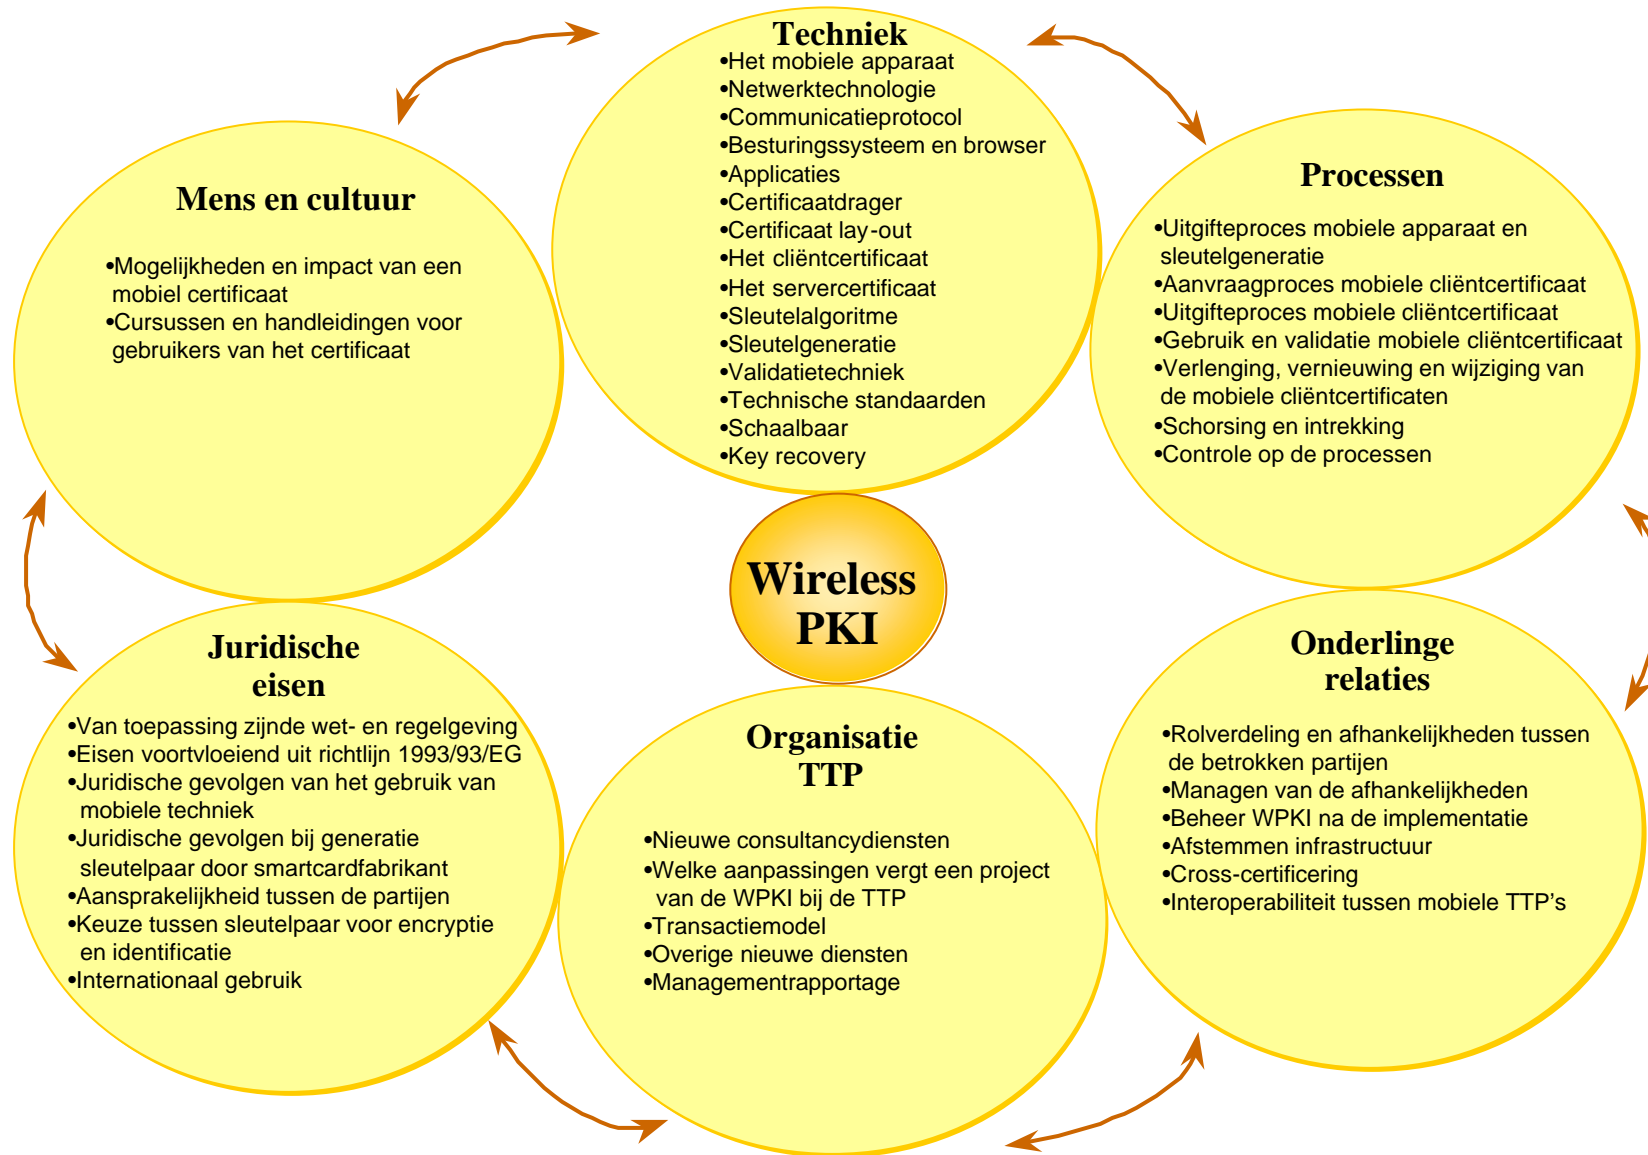 Techniek
•Het mobiele apparaat
•Netwerktechnologie
•Communicatieprotocol
•Besturingssysteem en browser
•Applicaties
•Certificaatdrager
•Certificaat lay-out
•Het cliëntcertificaat
•Het servercertificaat
•Sleutelalgoritme
•Sleutelgeneratie
•Validatietechniek
•Technische standaarden
•Schaalbaar
•Key recovery
Mens en cultuur
•Mogelijkheden en impact van een
mobiel certificaat
•Cursussen en handleidingen voor
gebruikers van het certificaat
Processen
•Uitgifteproces mobiele apparaat en
sleutelgeneratie
•Aanvraagproces mobiele cliëntcertificaat
•Uitgifteproces mobiele cliëntcertificaat
•Gebruik en validatie mobiele cliëntcertificaat
•Verlenging, vernieuwing en wijziging van
de mobiele cliëntcertificaten
•Schorsing en intrekking
•Controle op de processen
Wireless
PKI
Juridische
eisen
•Van toepassing zijnde wet- en regelgeving
•Eisen voortvloeiend uit richtlijn 1993/93/EG
•Juridische gevolgen van het gebruik van
mobiele techniek
•Juridische gevolgen bij generatie
sleutelpaar door smartcardfabrikant
•Aansprakelijkheid tussen de partijen
•Keuze tussen sleutelpaar voor encryptie
en identificatie
•Internationaal gebruik
Organisatie
TTP
•Nieuwe consultancydiensten
•Welke aanpassingen vergt een project
van de WPKI bij de TTP
•Transactiemodel
•Overige nieuwe diensten
•Managementrapportage
Onderlinge
relaties
•Rolverdeling en afhankelijkheden tussen
de betrokken partijen
•Managen van de afhankelijkheden
•Beheer WPKI na de implementatie
•Afstemmen infrastructuur
•Cross-certificering
•Interoperabiliteit tussen mobiele TTP's